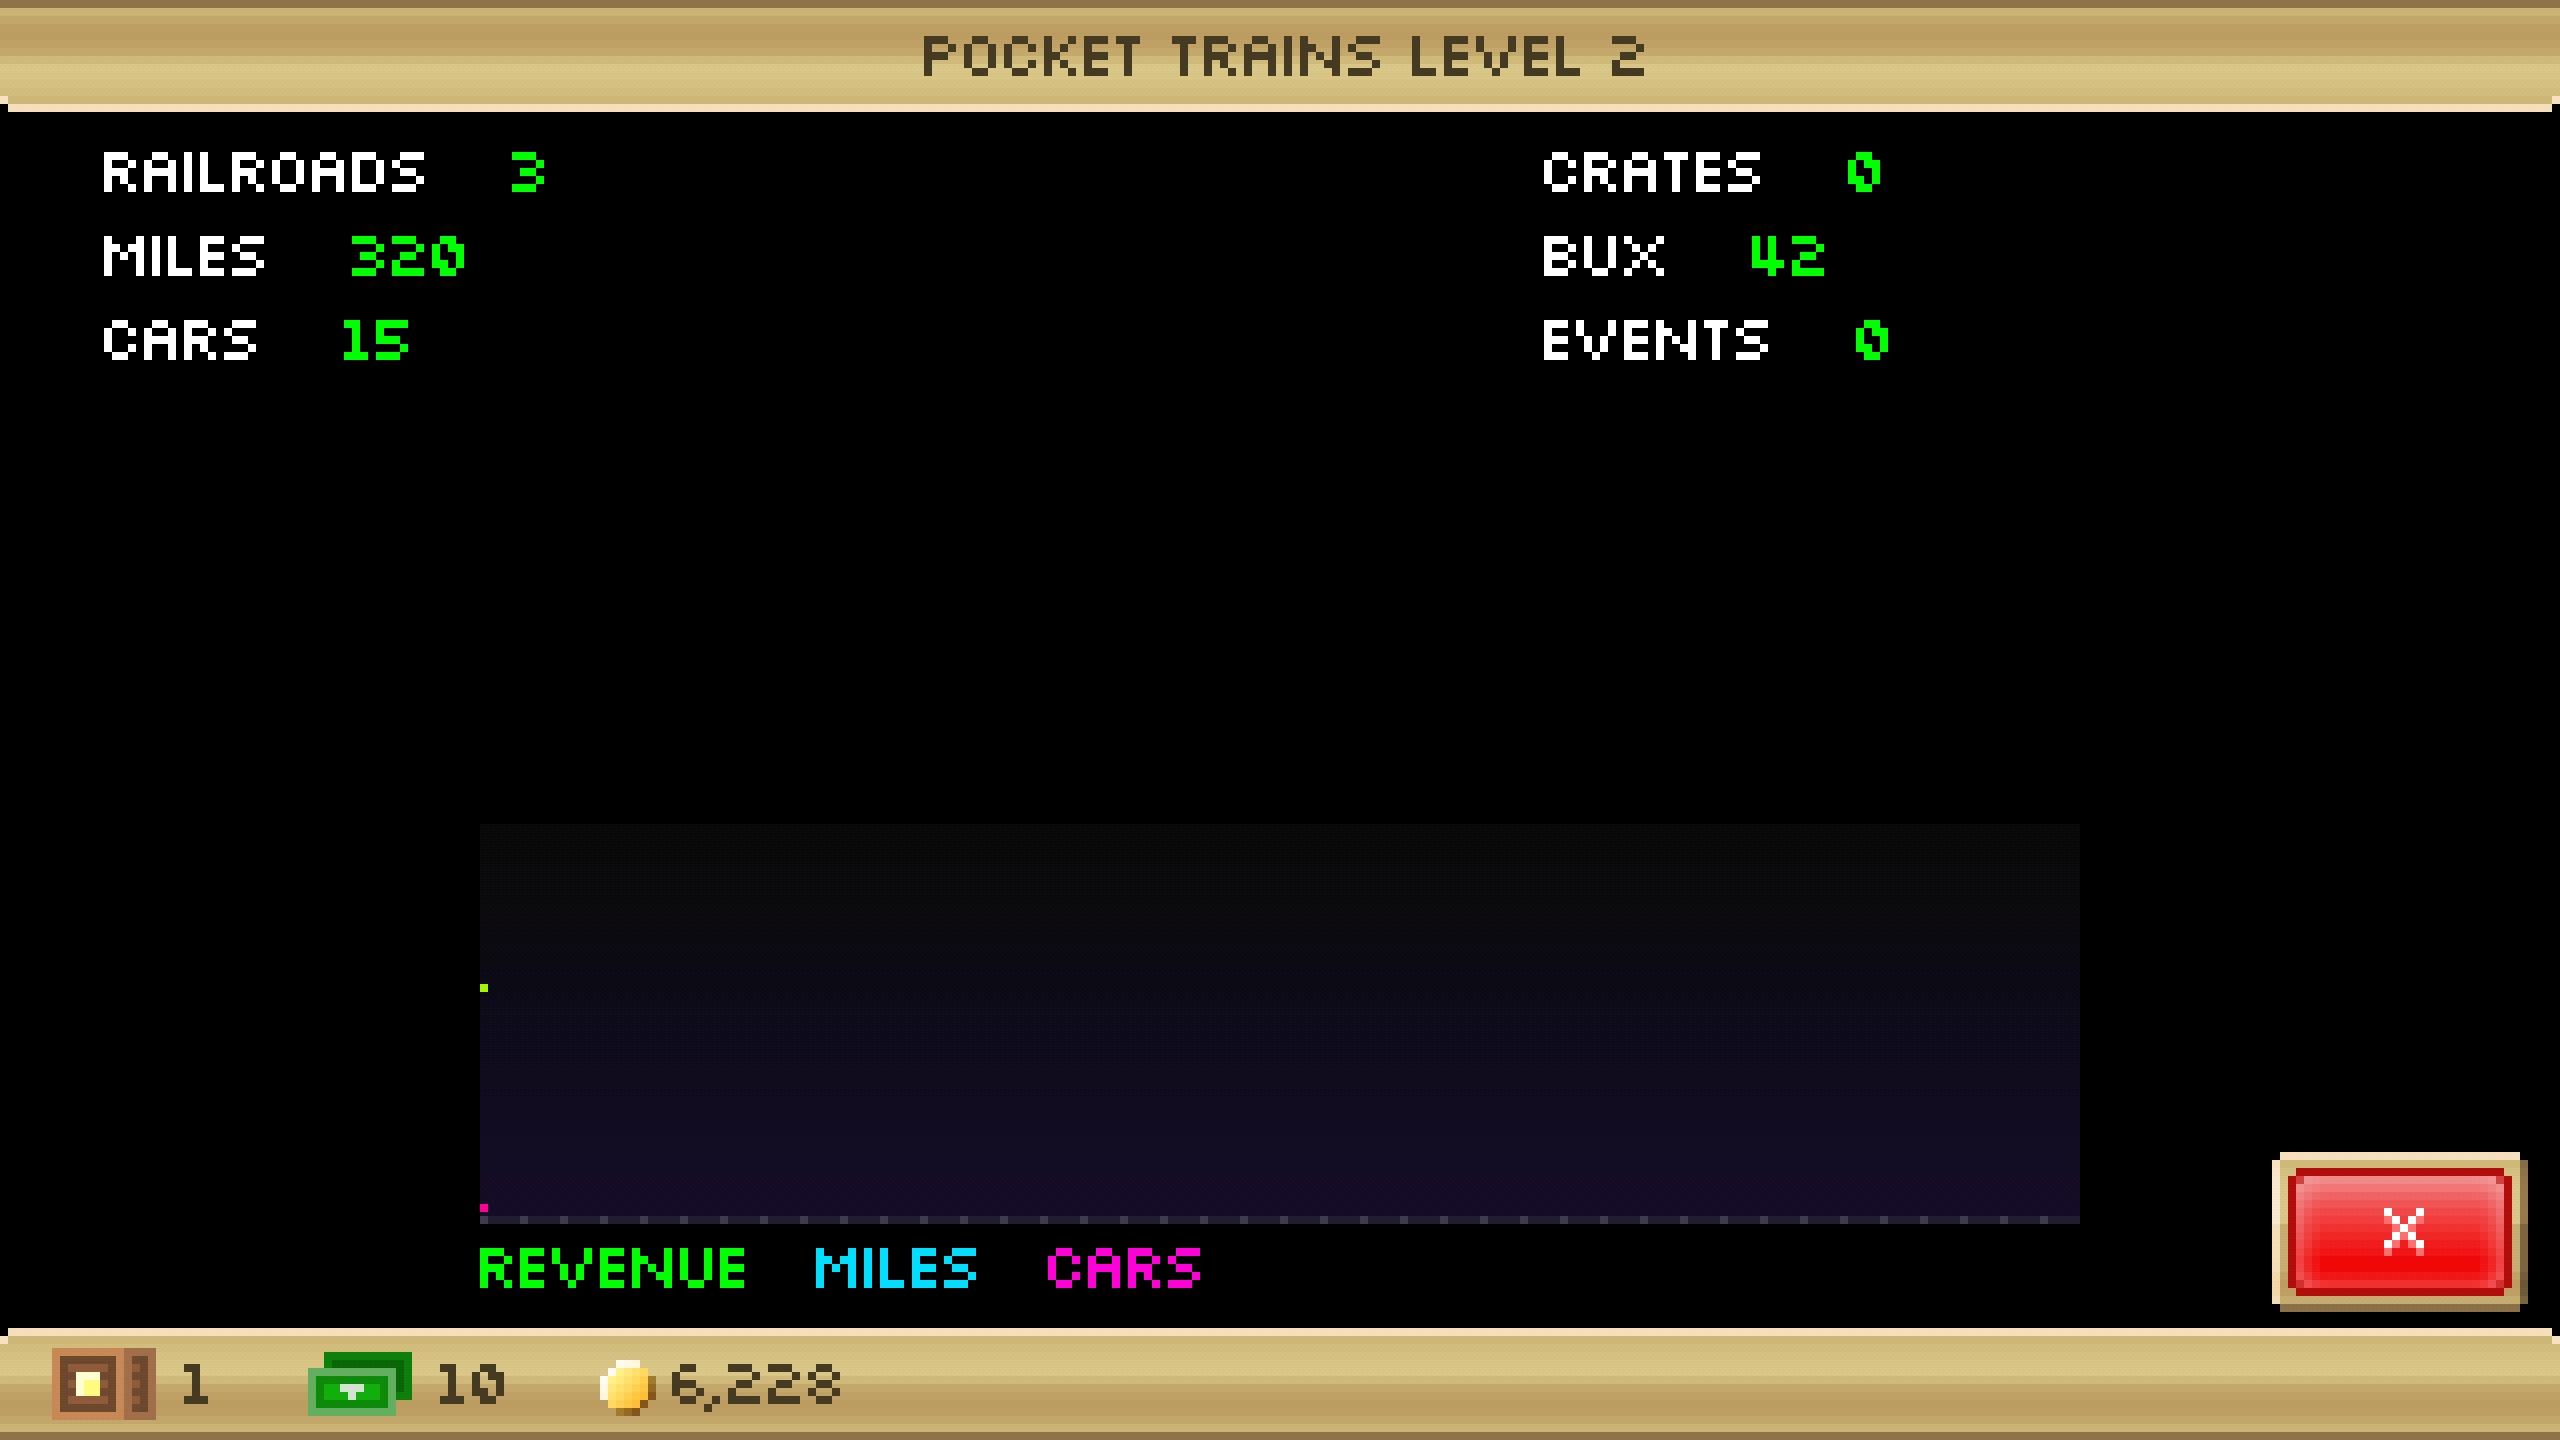 POCKET TRAINS LEVEL 2
RAILROADS 3
CRATES 0
MILES 320
BUX 42
CARS 15
EVENTS 0
REVENUE MILES CARS
X
1 10 6,228